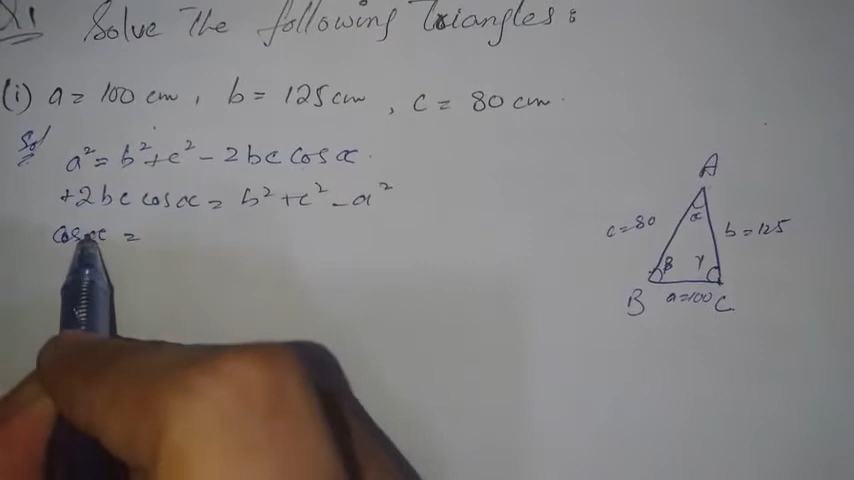 Q1 Solve The following Triangles :
(i) a = 100 cm , b = 125 cm , c = 80 cm .
Sol
a² = b² + c² - 2bc cos α .
+2bc cos α = b² + c² - a²
cos α =
A
α
c = 80
b = 125
β γ
B a=100 C